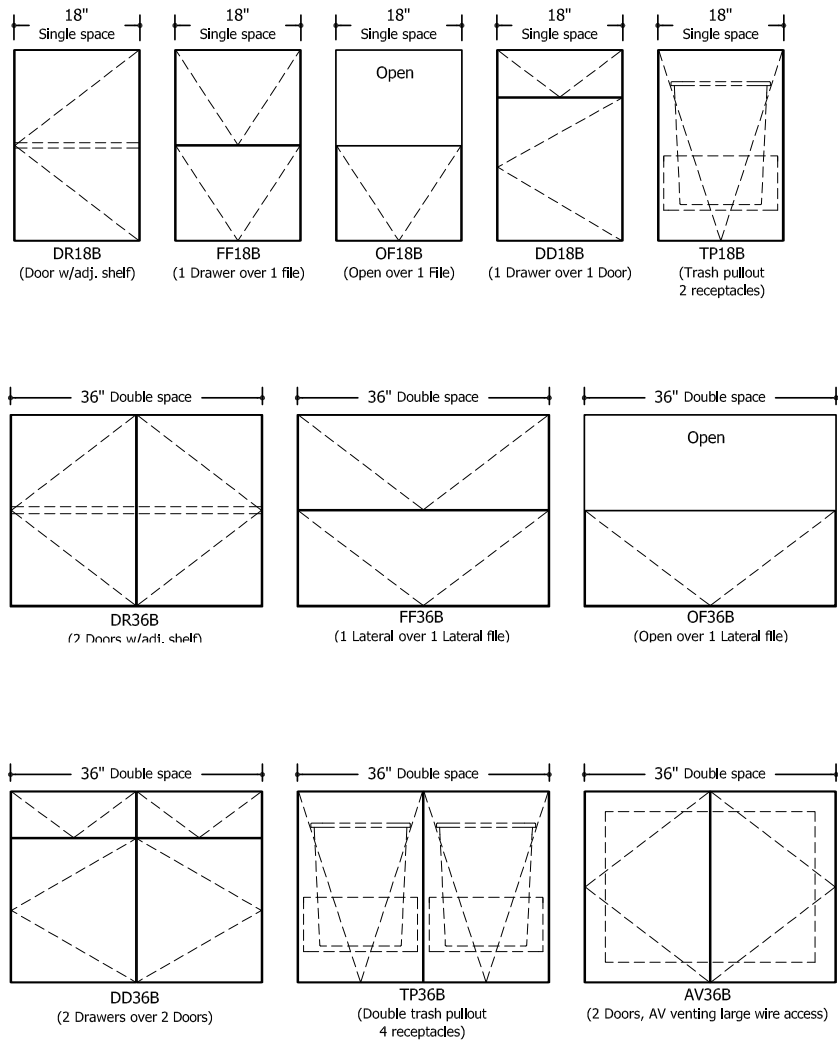 18" 18" 18" 18" 18"
Single space Single space Single space Single space Single space
Open
DR18B FF18B OF18B DD18B TP18B
(Door w/adj. shelf) (1 Drawer over 1 file) (Open over 1 File) (1 Drawer over 1 Door) (Trash pullout
2 receptacles)
36" Double space 36" Double space 36" Double space
Open
DR36B FF36B OF36B
(2 Doors w/adj. shelf) (1 Lateral over 1 Lateral file) (Open over 1 Lateral file)
36" Double space 36" Double space 36" Double space
DD36B TP36B AV36B
(2 Drawers over 2 Doors) (Double trash pullout (2 Doors, AV venting large wire access)
4 receptacles)